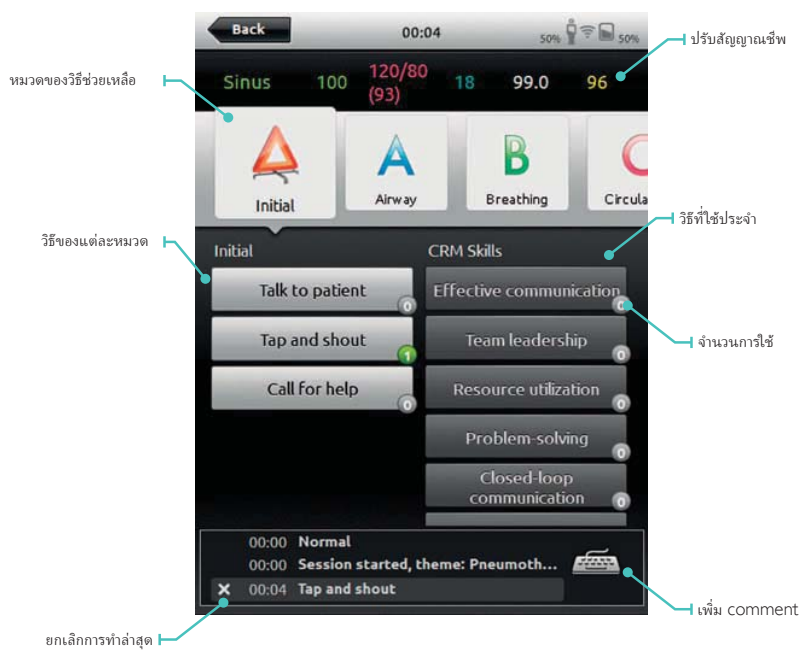 Back
00:04
50%
50%
ปรับสัญญาณชีพ
หมวดของวิธีช่วยเหลือ
Sinus 100 120/80 (93) 18 99.0 96
A
B
C
Initial
Airway
Breathing
Circula
วิธีที่ใช้ประจำ
วิธีของแต่ละหมวด
Initial
CRM Skills
Talk to patient
0
Effective communication
0
Tap and shout
1
Team leadership
0
จำนวนการใช้
Call for help
0
Resource utilization
0
Problem-solving
0
Closed-loop
communication
0
00:00 Normal
00:00 Session started, theme: Pneumoth...
00:04 Tap and shout
เพิ่ม comment
ยกเลิกการทำล่าสุด